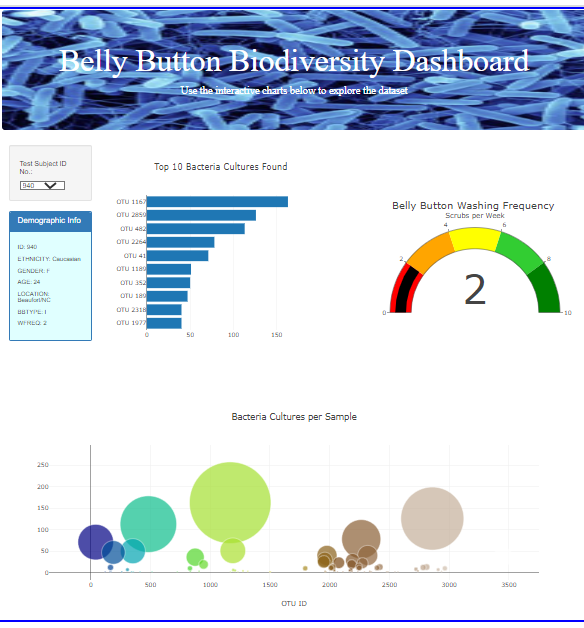 Belly Button Biodiversity Dashboard
Use the interactive charts below to explore the dataset
Test Subject ID
No.:
940
Demographic Info
ID: 940
ETHNICITY: Caucasian
GENDER: F
AGE: 24
LOCATION:
Beaufort/NC
BBTYPE: I
WFREQ: 2
Top 10 Bacteria Cultures Found
OTU 1167
OTU 2859
OTU 482
OTU 2264
OTU 41
OTU 1189
OTU 352
OTU 189
OTU 2318
OTU 1977
0 50 100 150
Belly Button Washing Frequency
Scrubs per Week
4 6
2 8
2
0 10
Bacteria Cultures per Sample
250
200
150
100
50
0
0 500 1000 1500 2000 2500 3000 3500
OTU ID